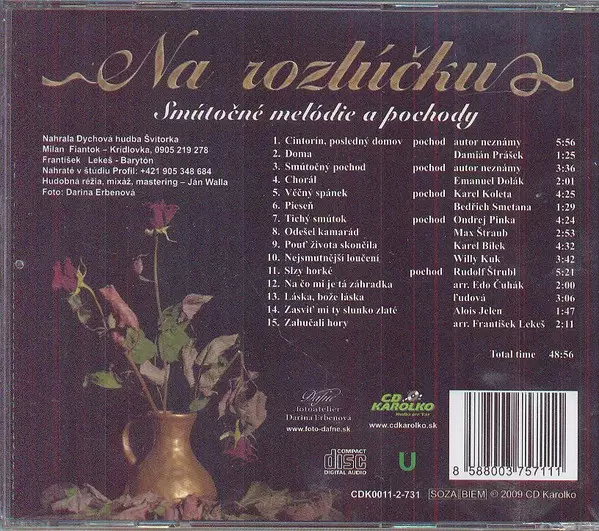 Na rozlúčku
Smútočné melódie a pochody
Nahrala Dychová hudba Švitorka
Milan Fiantok – Krídlovka, 0905 219 278
František Lekeš - Barytón
Nahraté v štúdiu Profil: +421 905 348 684
Hudobná réžia, mixáž, mastering – Ján Walla
Foto: Darina Erbenová
1. Cintorín, posledný domov pochod autor neznámy 5:56
2. Doma Damián Prášek 1:25
3. Smútočný pochod pochod autor neznámy 3:36
4. Chorál Emanuel Dolák 2:01
5. Věčný spánek pochod Karel Koleta 4:25
6. Pieseň Bedřich Smetana 1:29
7. Tichý smútok pochod Ondrej Pinka 4:24
8. Odešel kamarád Max Štraub 2:53
9. Pouť života skončila Karel Bílek 4:32
10. Nejsmutnější loučení Willy Kuk 3:42
11. Slzy horké pochod Rudolf Štrubl 5:21
12. Na čo mi je tá záhradka arr. Edo Čuhák 2:00
13. Láska, bože láska ľudová 3:06
14. Zasviť mi ty slunko zlaté Alois Jelen 1:47
15. Zahučali hory arr. František Lekeš 2:11
Total time 48:56
Dafné
fotoatelier
Darina Erbenová
www.foto-dafne.sk
CD
KAROLKO
www.cdkarolko.sk
COMPACT
disc
DIGITAL AUDIO
U
8 588003 757111
CDK0011-2-731 SOZA BIEM © 2009 CD Karolko